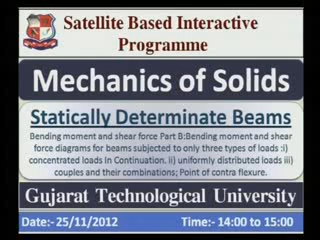 Satellite Based Interactive
Programme
Mechanics of Solids
Statically Determinate Beams
Bending moment and shear force Part B:Bending moment and shear
force diagrams for beams subjected to only three types of loads :i)
concentrated loads in Continuation. ii) uniformly distributed loads iii)
couples and their combinations; Point of contra flexure.
Gujarat Technological University
Date:- 25/11/2012 Time:- 14:00 to 15:00